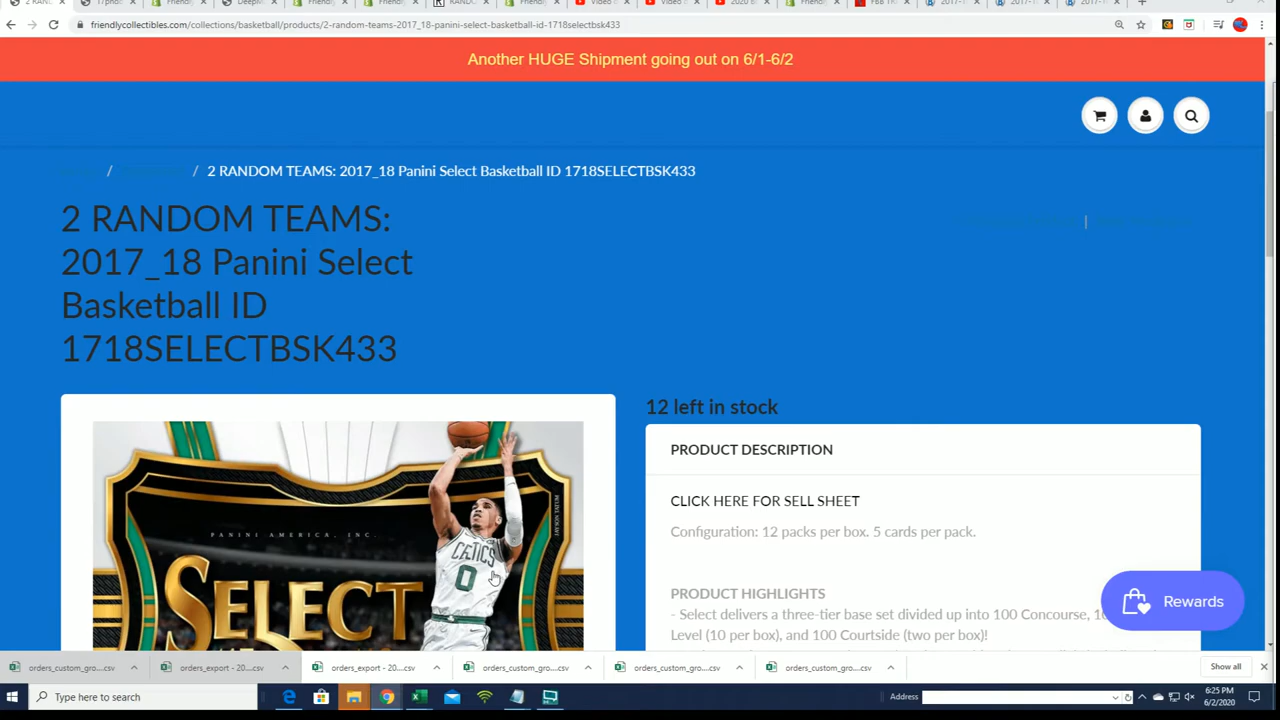 2 RAND
friendlycollectibles.com/collections/basketball/products/2-random-teams-2017_18-panini-select-basketball-id-1718selectbsk433
Another HUGE Shipment going out on 6/1-6/2
/ / 2 RANDOM TEAMS: 2017_18 Panini Select Basketball ID 1718SELECTBSK433
2 RANDOM TEAMS:
2017_18 Panini Select
Basketball ID
1718SELECTBSK433
|
12 left in stock
PRODUCT DESCRIPTION
CLICK HERE FOR SELL SHEET
Configuration: 12 packs per box. 5 cards per pack.
PRODUCT HIGHLIGHTS
- Select delivers a three-tier base set divided up into 100 Concourse,
Level (10 per box), and 100 Courtside (two per box)!
PANINI AMERICA, INC.
CELTICS
0
SELECT
Rewards
orders_custom_gro....csv
orders_export - 20....csv
orders_export - 20....csv
orders_custom_gro....csv
orders_custom_gro....csv
orders_custom_gro....csv
Show all
Type here to search
Address
6:25 PM
6/2/2020